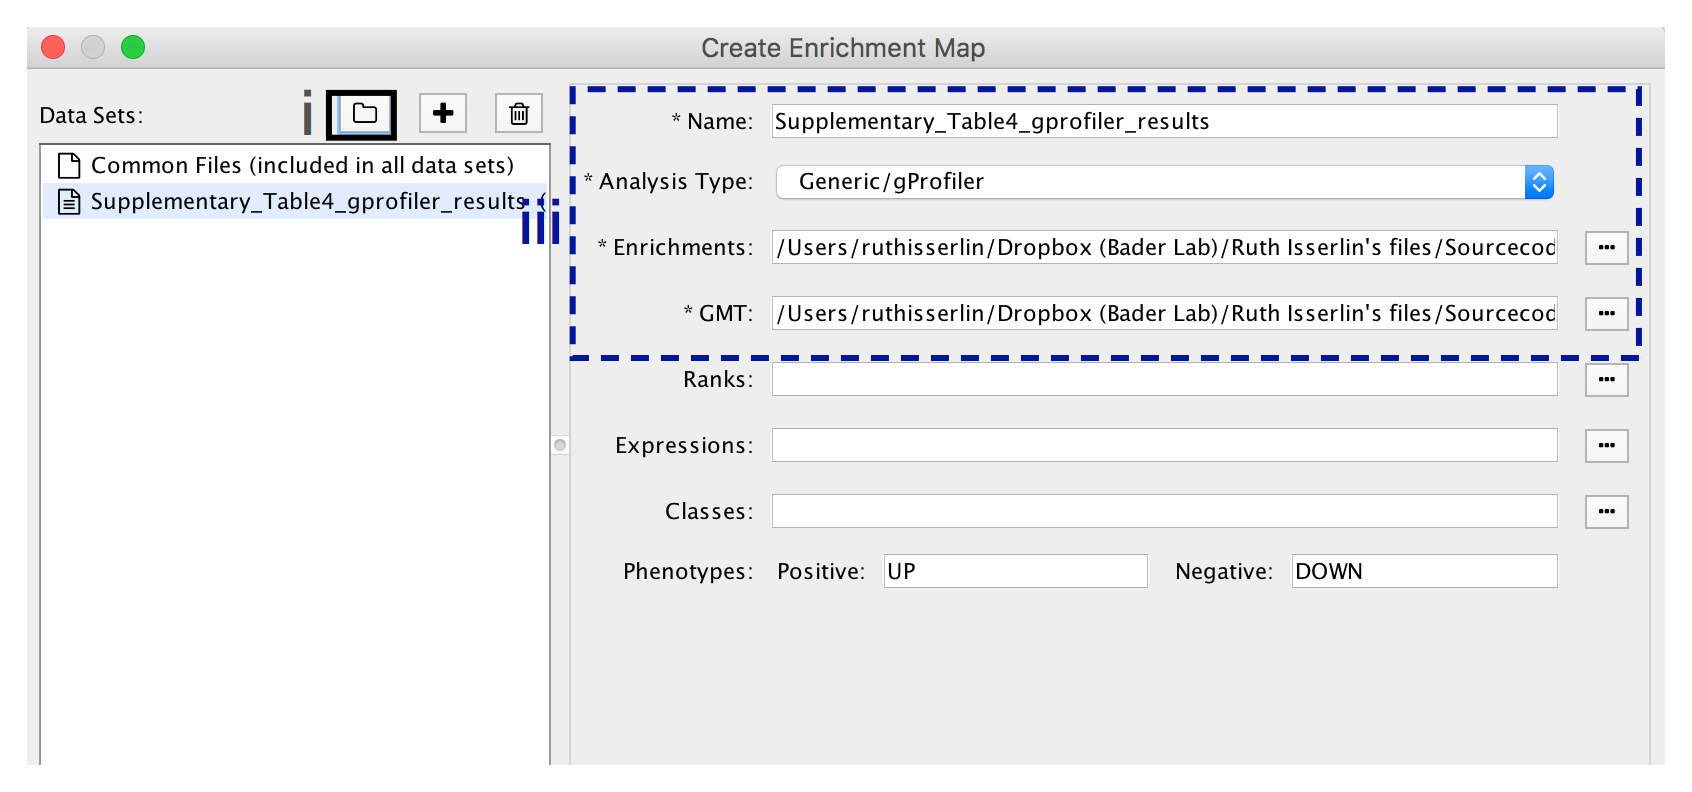 Create Enrichment Map
Data Sets:
i
Common Files (included in all data sets)
Supplementary_Table4_gprofiler_results (
iii
* Name: Supplementary_Table4_gprofiler_results
* Analysis Type: Generic/gProfiler
* Enrichments: /Users/ruthisserlin/Dropbox (Bader Lab)/Ruth Isserlin's files/Sourcecod
* GMT: /Users/ruthisserlin/Dropbox (Bader Lab)/Ruth Isserlin's files/Sourcecod
Ranks:
Expressions:
Classes:
Phenotypes: Positive: UP Negative: DOWN